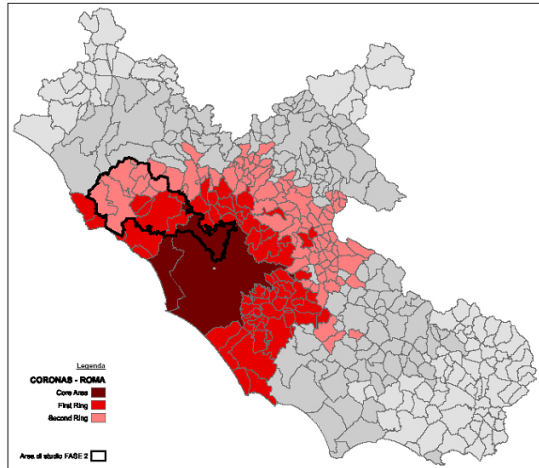 Legenda
CORONAS - ROMA
Core Area
First Ring
Second Ring
Area di studio FASE 2